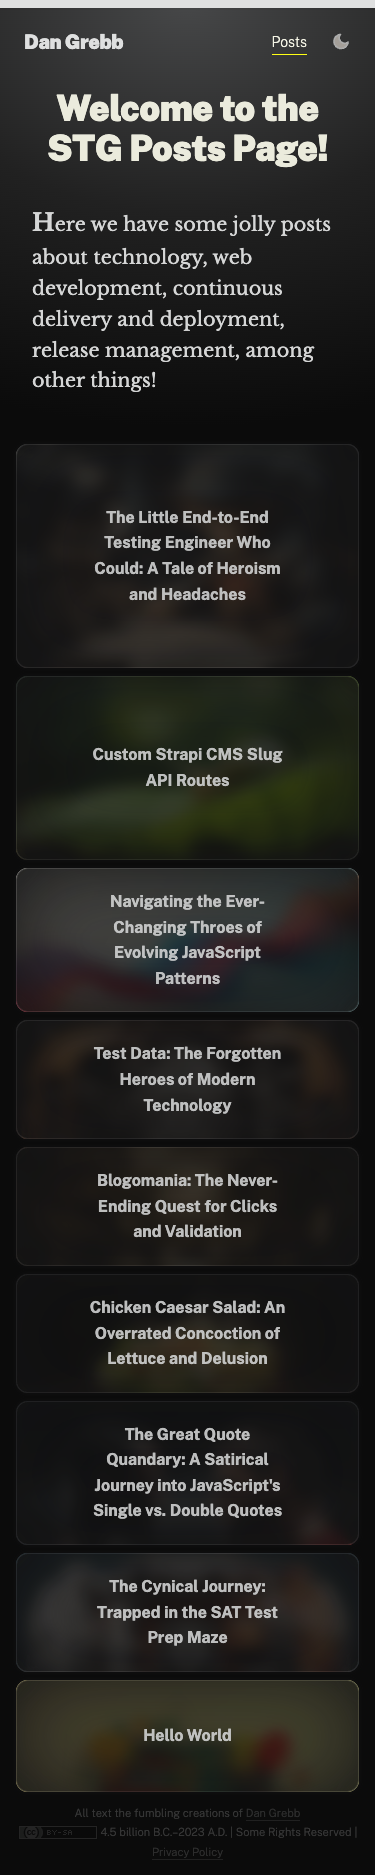 Dan Grebb
Posts
Welcome to the
STG Posts Page!
Here we have some jolly posts
about technology, web
development, continuous
delivery and deployment,
release management, among
other things!
The Little End-to-End
Testing Engineer Who
Could: A Tale of Heroism
and Headaches
Custom Strapi CMS Slug
API Routes
Navigating the Ever-
Changing Throes of
Evolving JavaScript
Patterns
Test Data: The Forgotten
Heroes of Modern
Technology
Blogomania: The Never-
Ending Quest for Clicks
and Validation
Chicken Caesar Salad: An
Overrated Concoction of
Lettuce and Delusion
The Great Quote
Quandary: A Satirical
Journey into JavaScript's
Single vs. Double Quotes
The Cynical Journey:
Trapped in the SAT Test
Prep Maze
Hello World
All text the fumbling creations of Dan Grebb
cc BY-SA 4.5 billion B.C.–2023 A.D. | Some Rights Reserved |
Privacy Policy